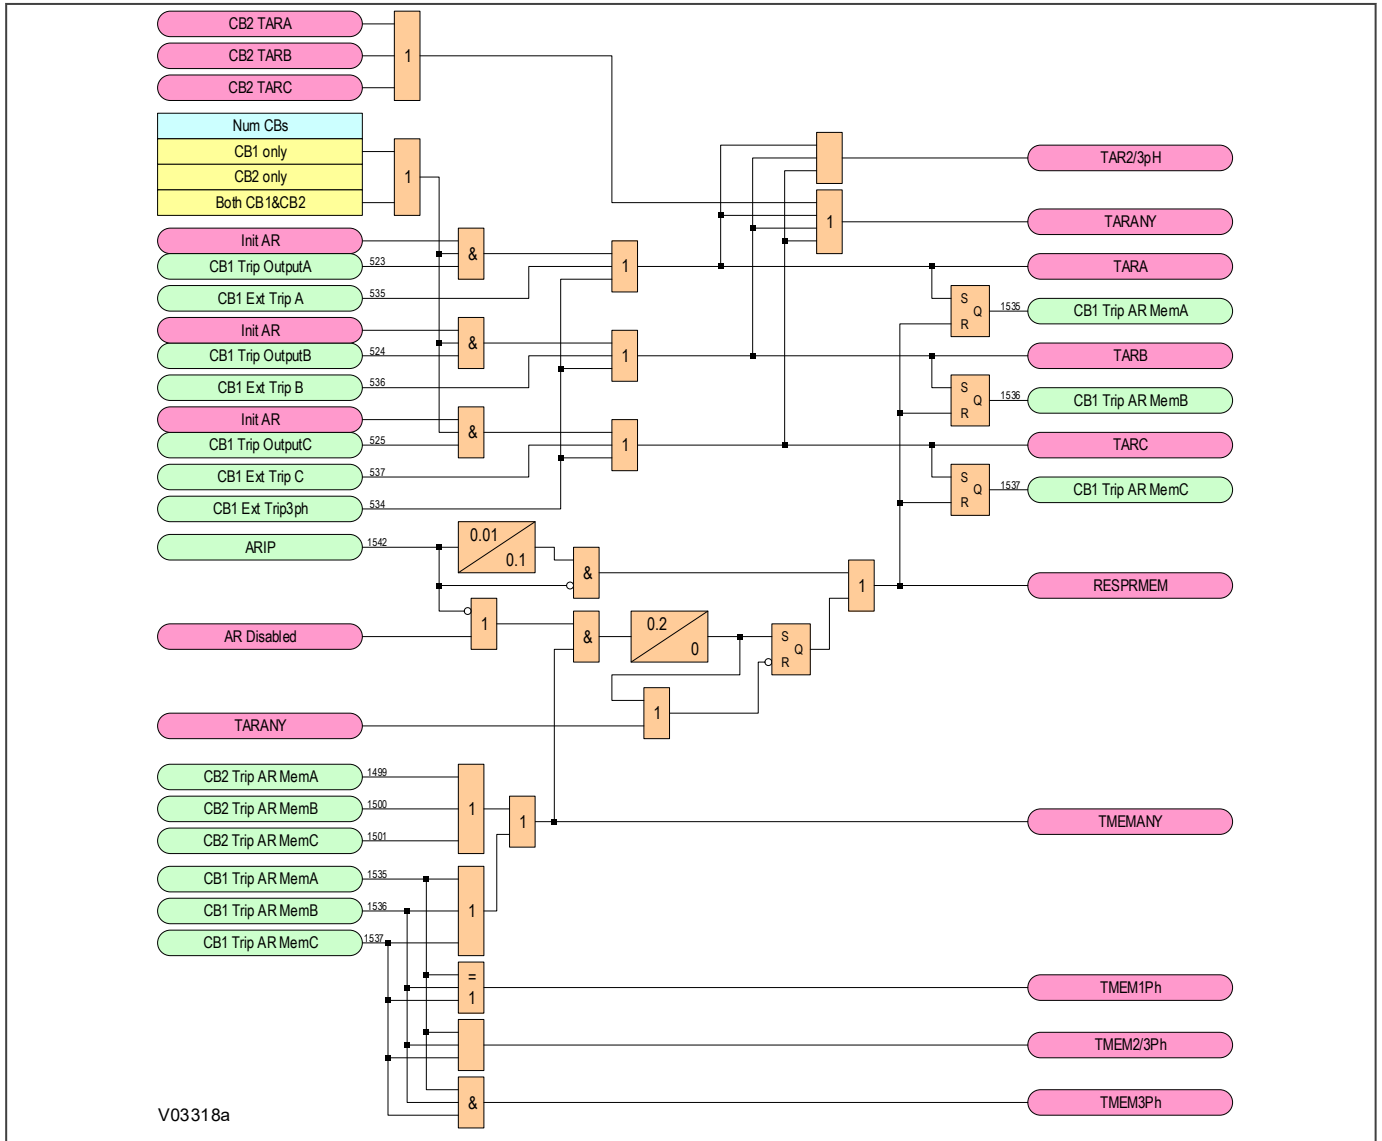 CB2 TARA
CB2 TARB
1
CB2 TARC
Num CBs
CB1 only
CB2 only
1
Both CB1&CB2
TAR2/3pH
1
TARANY
Init AR
&
CB1 Trip OutputA 523
1
TARA
CB1 Ext Trip A 535
S
Q
R
1535
CB1 Trip AR MemA
Init AR
&
CB1 Trip OutputB 524
1
TARB
CB1 Ext Trip B 536
S
Q
R
1536
CB1 Trip AR MemB
Init AR
&
CB1 Trip OutputC 525
1
TARC
CB1 Ext Trip C 537
S
Q
R
1537
CB1 Trip AR MemC
CB1 Ext Trip3ph 534
ARIP 1542
0.01
0.1
&
1
RESPRMEM
AR Disabled
1
&
0.2
0
S
Q
R
TARANY
1
CB2 Trip AR MemA 1499
CB2 Trip AR MemB 1500
1
CB2 Trip AR MemC 1501
1
TMEMANY
CB1 Trip AR MemA 1535
CB1 Trip AR MemB 1536
1
CB1 Trip AR MemC 1537
=
1
TMEM1Ph
TMEM2/3Ph
&
TMEM3Ph
V03318a